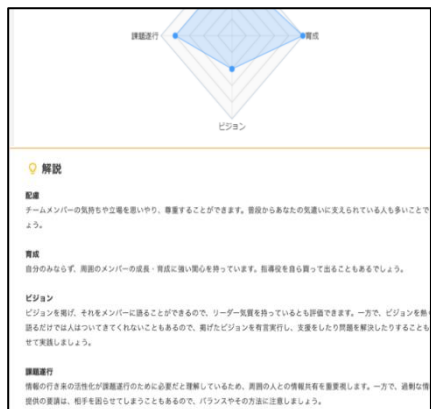 課題遂行
育成
ビジョン
解説
配慮
チームメンバーの気持ちや立場を思いやり、尊重することができます。普段からあなたの気遣いに支えられている人も多いことで
ょう。
育成
自分のみならず、周囲のメンバーの成長・育成に強い関心を持っています。指導役を自ら買って出ることもあるでしょう。
ビジョン
ビジョンを掲げ、それをメンバーに語ることができるので、リーダー気質を持っているとも評価できます。一方で、ビジョンを熱く
語るだけでは人はついてきてくれないこともあるので、掲げたビジョンを有言実行し、支援をしたり問題を解決したりすることも
せて実践しましょう。
課題遂行
情報の行き来の活性化が課題遂行のために必要だと理解しているため、周囲の人との情報共有を重要視します。一方で、過剰な情
提供の要請は、相手を困らせてしまうこともあるので、バランスやその方法に注意しましょう。